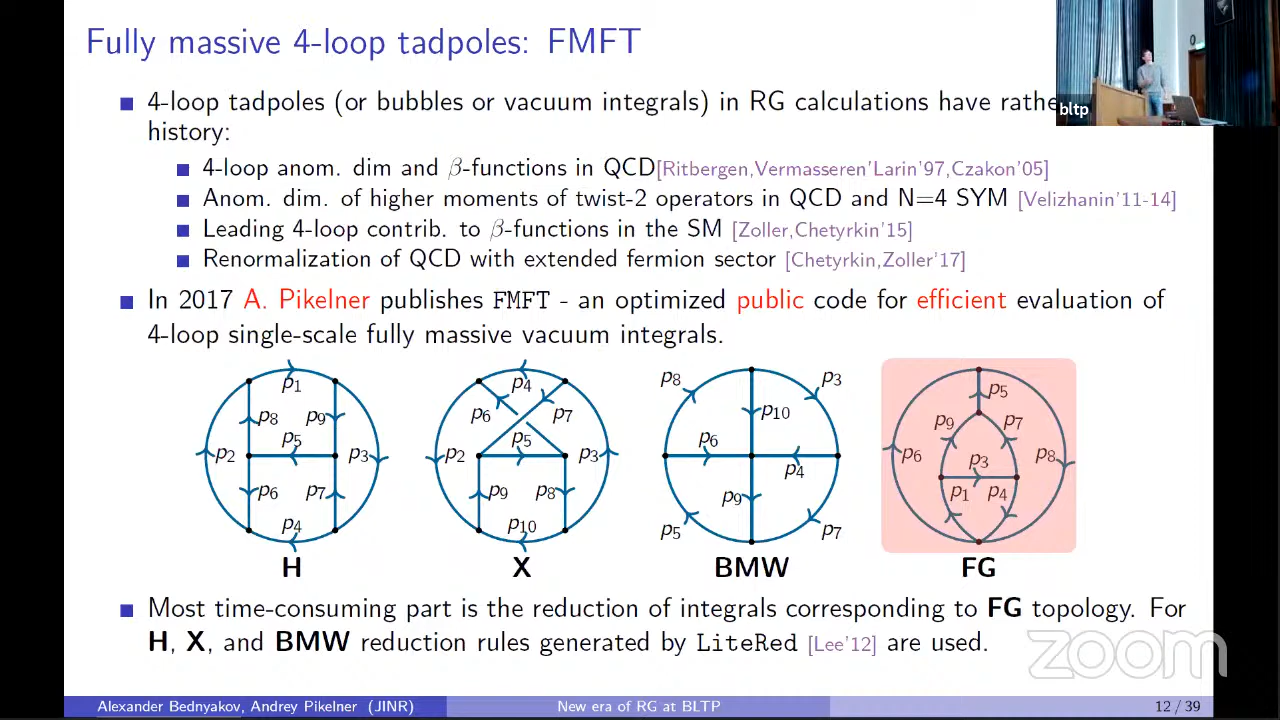 Fully massive 4-loop tadpoles: FMFT
bltp
4-loop tadpoles (or bubbles or vacuum integrals) in RG calculations have rathe
history:
4-loop anom. dim and β-functions in QCD[Ritbergen,Vermasseren'Larin'97,Czakon'05]
Anom. dim. of higher moments of twist-2 operators in QCD and N=4 SYM [Velizhanin'11-14]
Leading 4-loop contrib. to β-functions in the SM [Zoller,Chetyrkin'15]
Renormalization of QCD with extended fermion sector [Chetyrkin,Zoller'17]
In 2017 A. Pikelner publishes FMFT - an optimized public code for efficient evaluation of
4-loop single-scale fully massive vacuum integrals.
p1
p8 p9
p5
p2 p3
p6 p7
p4
H
p4
p6 p7
p5
p2 p3
p9 p8
p10
X
p8 p3
p10
p6
p4
p9
p5 p7
BMW
p5
p9 p7
p3
p6 p8
p1 p4
FG
Most time-consuming part is the reduction of integrals corresponding to FG topology. For
H, X, and BMW reduction rules generated by LiteRed [Lee'12] are used.
zoom
Alexander Bednyakov, Andrey Pikelner (JINR) New era of RG at BLTP 12 / 39